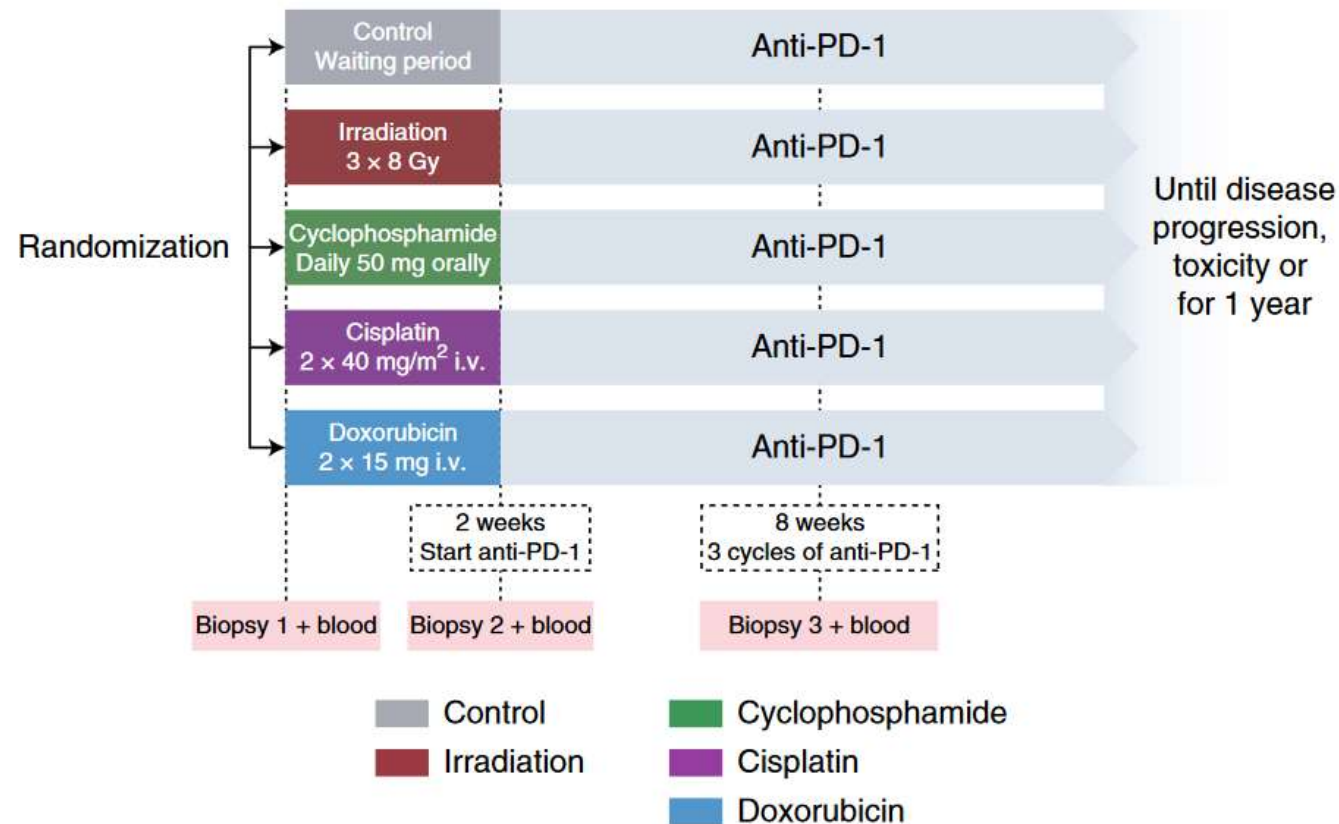 Control
Waiting period
Anti-PD-1
Irradiation
3 × 8 Gy
Anti-PD-1
Randomization
Cyclophosphamide
Daily 50 mg orally
Anti-PD-1
Until disease
progression,
toxicity or
for 1 year
Cisplatin
2 × 40 mg/m² i.v.
Anti-PD-1
Doxorubicin
2 × 15 mg i.v.
Anti-PD-1
2 weeks
Start anti-PD-1
8 weeks
3 cycles of anti-PD-1
Biopsy 1 + blood
Biopsy 2 + blood
Biopsy 3 + blood
Control
Irradiation
Cyclophosphamide
Cisplatin
Doxorubicin